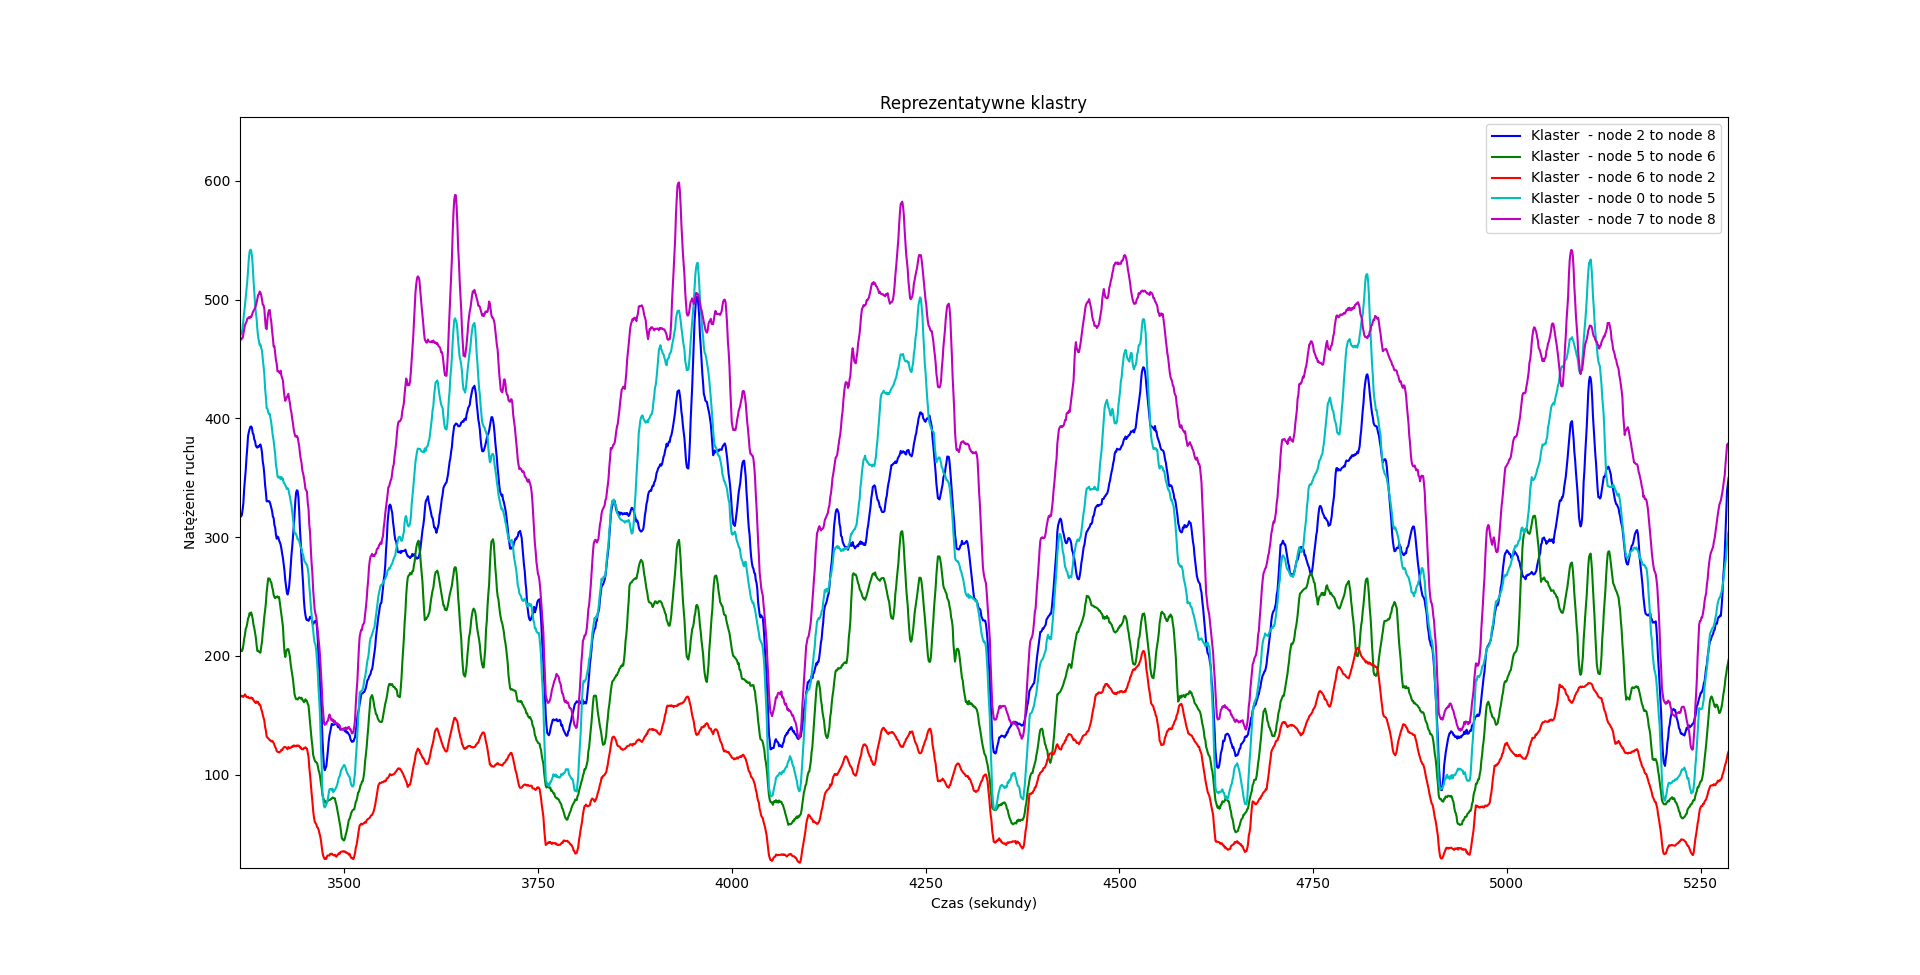 Reprezentatywne klastry
Klaster - node 2 to node 8
Klaster - node 5 to node 6
Klaster - node 6 to node 2
Klaster - node 0 to node 5
Klaster - node 7 to node 8
Natężenie ruchu
600
500
400
300
200
100
3500 3750 4000 4250 4500 4750 5000 5250
Czas (sekundy)